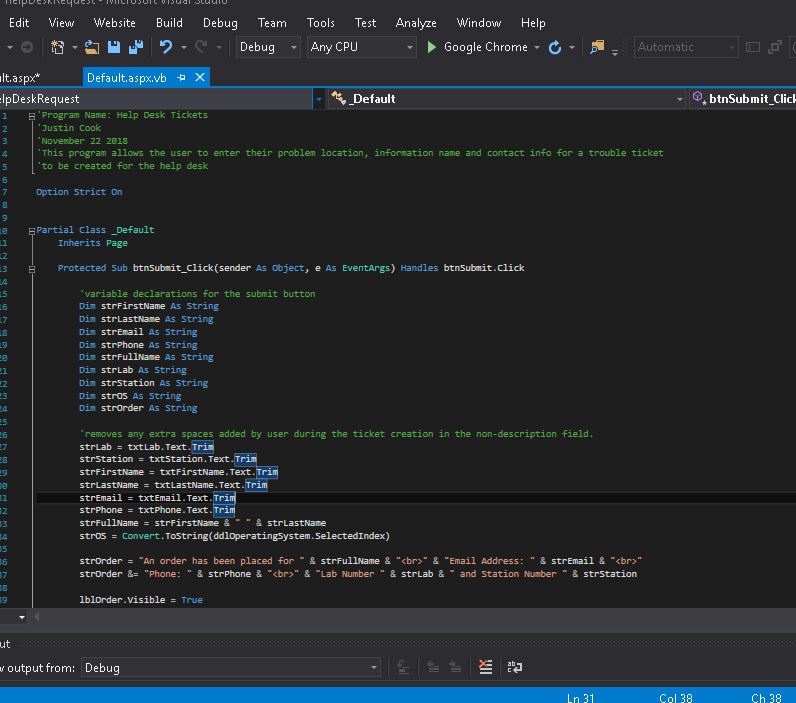 HelpDeskRequest - Microsoft Visual Studio
Edit View Website Build Debug Team Tools Test Analyze Window Help
Debug Any CPU Google Chrome Automatic
lt.aspx* Default.aspx.vb
elpDeskRequest _Default btnSubmit_Click
1 'Program Name: Help Desk Tickets
2 'Justin Cook
3 'November 22 2018
4 'This program allows the user to enter their problem location, information name and contact info for a trouble ticket
5 'to be created for the help desk
6
7 Option Strict On
8
9
10 Partial Class _Default
11 Inherits Page
12
13 Protected Sub btnSubmit_Click(sender As Object, e As EventArgs) Handles btnSubmit.Click
14
15 'variable declarations for the submit button
16 Dim strFirstName As String
17 Dim strLastName As String
18 Dim strEmail As String
19 Dim strPhone As String
20 Dim strFullName As String
21 Dim strLab As String
22 Dim strStation As String
23 Dim strOS As String
24 Dim strOrder As String
25
26 'removes any extra spaces added by user during the ticket creation in the non-description field.
27 strLab = txtLab.Text.Trim
28 strStation = txtStation.Text.Trim
29 strFirstName = txtFirstName.Text.Trim
30 strLastName = txtLastName.Text.Trim
31 strEmail = txtEmail.Text.Trim
32 strPhone = txtPhone.Text.Trim
33 strFullName = strFirstName & " " & strLastName
34 strOS = Convert.ToString(ddlOperatingSystem.SelectedIndex)
35
36 strOrder = "An order has been placed for " & strFullName & "<br>" & "Email Address: " & strEmail & "<br>"
37 strOrder &= "Phone: " & strPhone & "<br>" & "Lab Number " & strLab & " and Station Number " & strStation
38
39 lblOrder.Visible = True
ut
w output from: Debug
Ln 31 Col 38 Ch 38